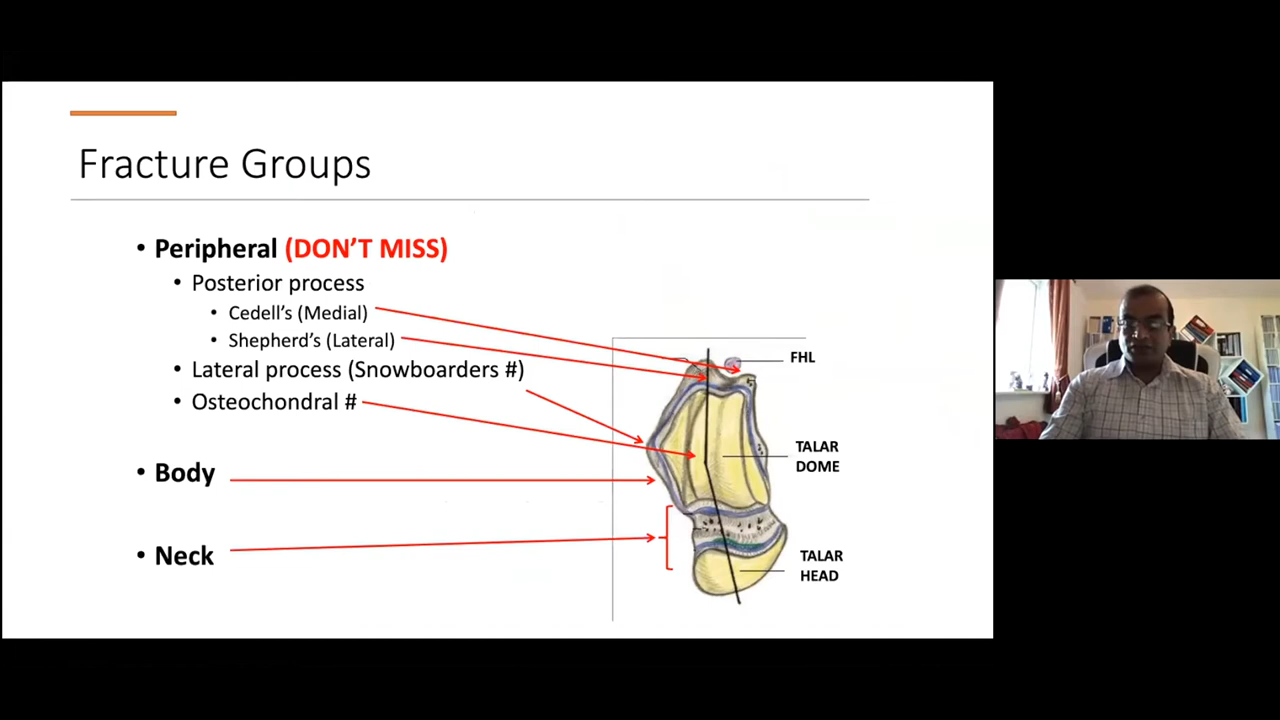 Fracture Groups
• Peripheral (DON'T MISS)
• Posterior process
• Cedell's (Medial)
• Shepherd's (Lateral)
• Lateral process (Snowboarders #)
• Osteochondral #
• Body
• Neck
FHL
TALAR
DOME
TALAR
HEAD